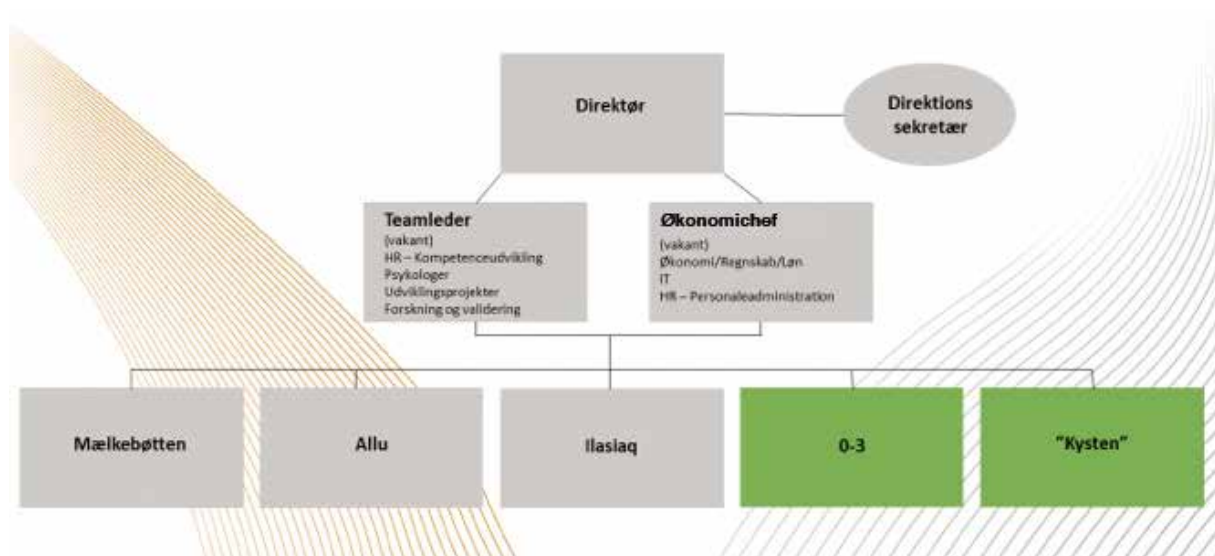 Direktør
Direktions
sekretær
Teamleder
(vakant)
HR – Kompetenceudvikling
Psykologer
Udviklingsprojekter
Forskning og validering
Økonomichef
(vakant)
Økonomi/Regnskab/Løn
IT
HR – Personaleadministration
Mælkebøtten
Allu
Ilasiaq
0-3
"Kysten"